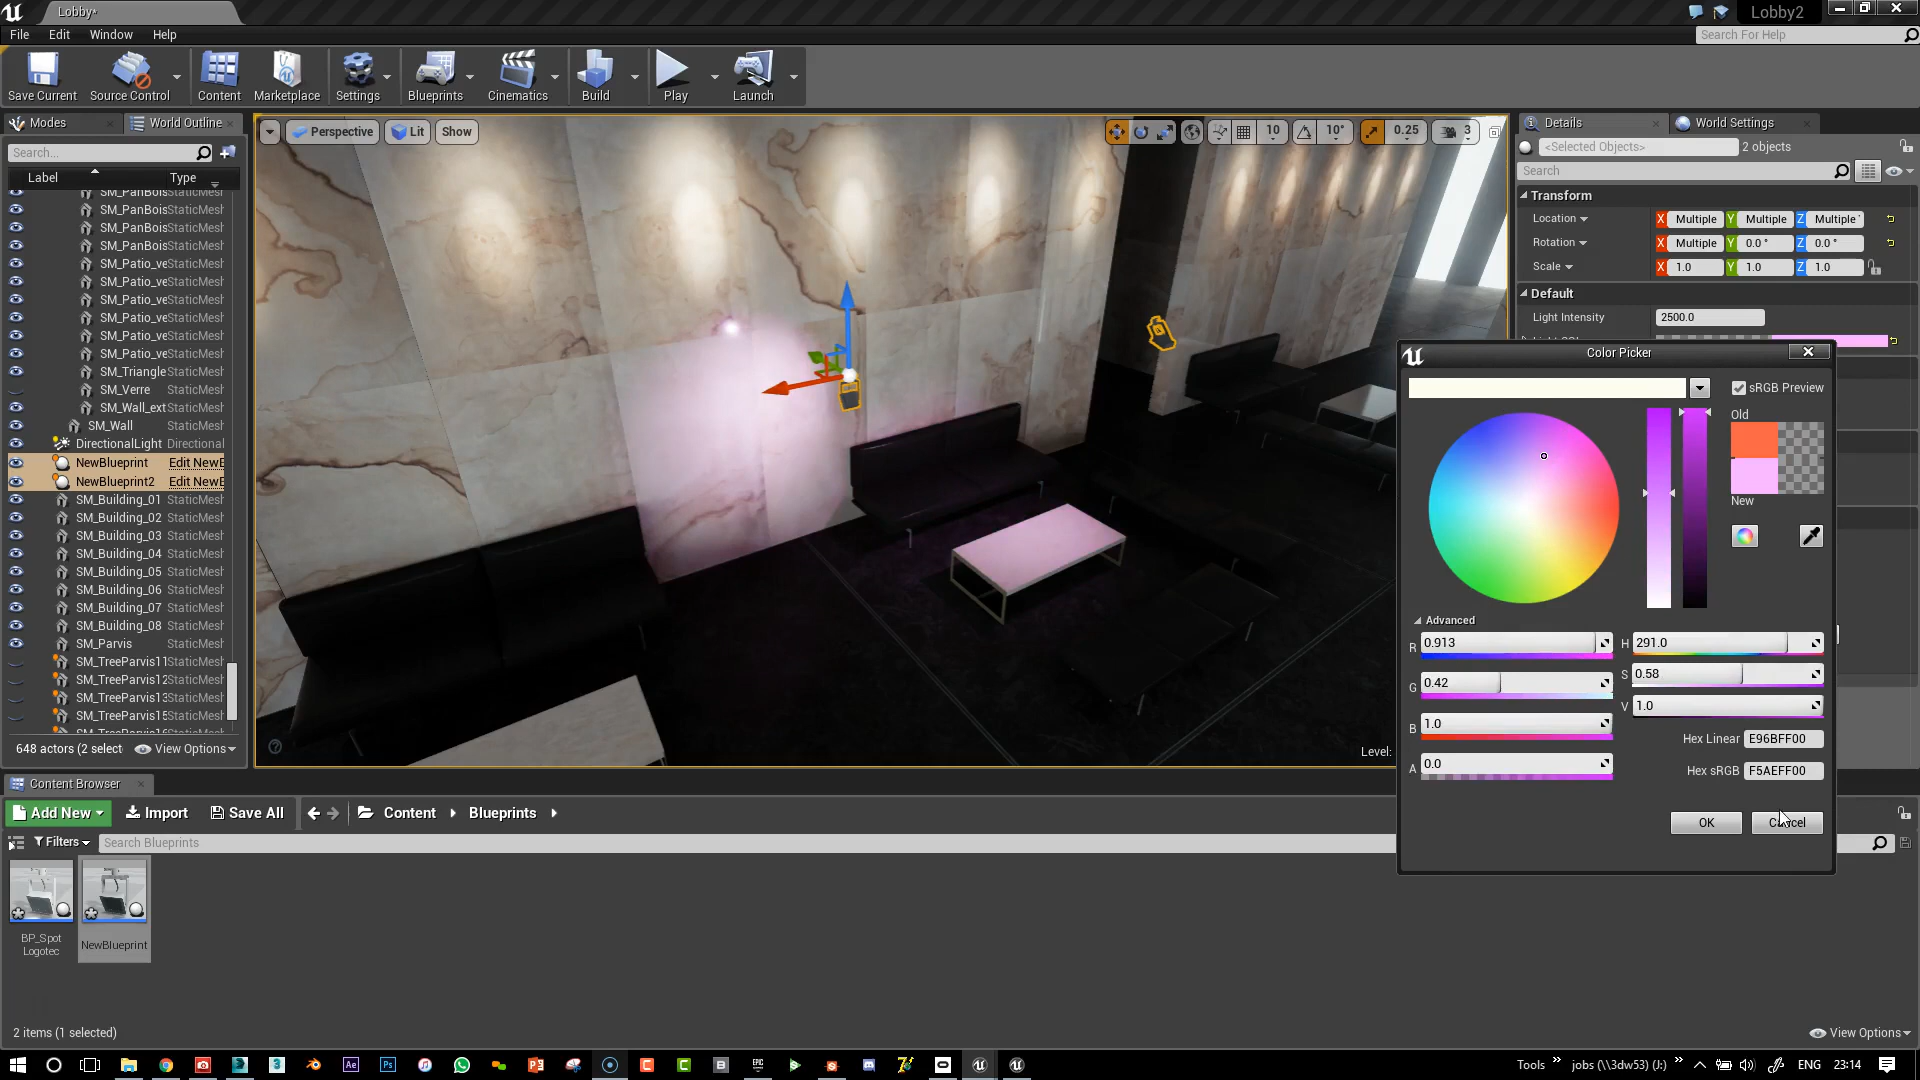 Lobby*
Lobby2
File Edit Window Help
Search For Help
Save Current
Source Control
Content
Marketplace
Settings
Blueprints
Cinematics
Build
Play
Launch
Modes
World Outline
Search...
Label Type
SM_PanBois StaticMesh
SM_PanBois StaticMesh
SM_PanBois StaticMesh
SM_PanBois StaticMesh
SM_Patio_ve StaticMesh
SM_Patio_ve StaticMesh
SM_Patio_ve StaticMesh
SM_Patio_ve StaticMesh
SM_Patio_ve StaticMesh
SM_Patio_ve StaticMesh
SM_Triangle StaticMesh
SM_Verre StaticMesh
SM_Wall_ext StaticMesh
SM_Wall StaticMesh
DirectionalLight Directional
NewBlueprint Edit NewB
NewBlueprint2 Edit NewB
SM_Building_01 StaticMesh
SM_Building_02 StaticMesh
SM_Building_03 StaticMesh
SM_Building_04 StaticMesh
SM_Building_05 StaticMesh
SM_Building_06 StaticMesh
SM_Building_07 StaticMesh
SM_Building_08 StaticMesh
SM_Parvis StaticMesh
SM_TreeParvis11 StaticMesh
SM_TreeParvis12 StaticMesh
SM_TreeParvis13 StaticMesh
SM_TreeParvis15 StaticMesh
648 actors (2 select View Options
Perspective Lit Show
10 10° 0.25 3
Level:
Details
World Settings
<Selected Objects> 2 objects
Search
Transform
Location X Multiple Y Multiple Z Multiple
Rotation X Multiple Y 0.0 ° Z 0.0 °
Scale X 1.0 Y 1.0 Z 1.0
Default
Light Intensity 2500.0
Color Picker
sRGB Preview
Old
New
Advanced
R 0.913
G 0.42
B 1.0
A 0.0
H 291.0
S 0.58
V 1.0
Hex Linear E96BFF00
Hex sRGB F5AEFF00
OK
Cancel
Content Browser
Add New Import Save All Content Blueprints
Filters Search Blueprints
BP_Spot
Logotec
NewBlueprint
2 items (1 selected)
View Options
Tools » jobs (\\3dw53) (J:) » ENG 23:14